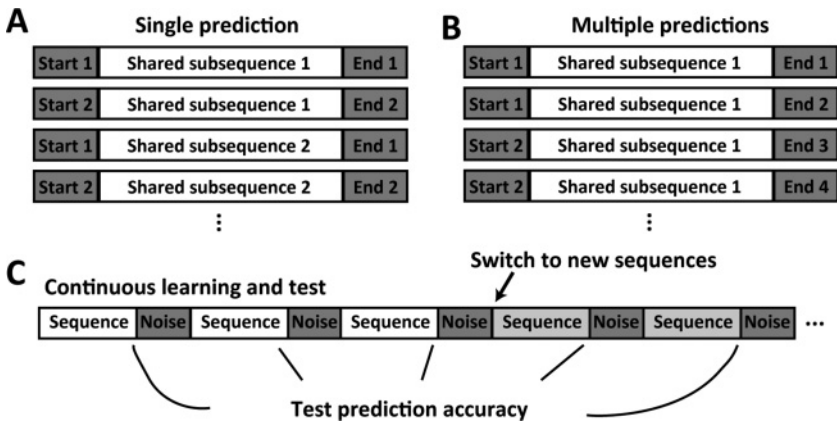 A
Single prediction
Start 1 Shared subsequence 1 End 1
Start 2 Shared subsequence 1 End 2
Start 1 Shared subsequence 2 End 1
Start 2 Shared subsequence 2 End 2
⋮
B
Multiple predictions
Start 1 Shared subsequence 1 End 1
Start 1 Shared subsequence 1 End 2
Start 2 Shared subsequence 1 End 3
Start 2 Shared subsequence 1 End 4
⋮
C
Continuous learning and test
Switch to new sequences
Sequence Noise Sequence Noise Sequence Noise Sequence Noise Sequence Noise ...
Test prediction accuracy